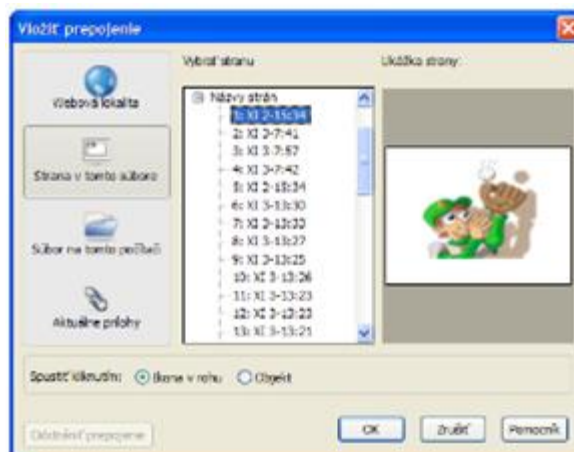 Vložiť prepojenie
Vybrať stranu
Ukážka strany:
Webová lokalita
Strana v tomto súbore
Súbor na tomto počítači
Aktuálne prílohy
Názvy strán
1: XI 2-15:34
2: XI 3-7:41
3: XI 3-7:57
4: XI 3-7:42
5: XI 2-15:34
6: XI 3-13:30
7: XI 3-13:33
8: XI 3-13:27
9: XI 3-13:25
10: XI 3-13:26
11: XI 3-13:23
12: XI 3-13:23
13: XI 3-13:21
Spustiť kliknutím:
Ikona v rohu
Objekt
Odstrániť prepojenie
OK
Zrušiť
Pomocník